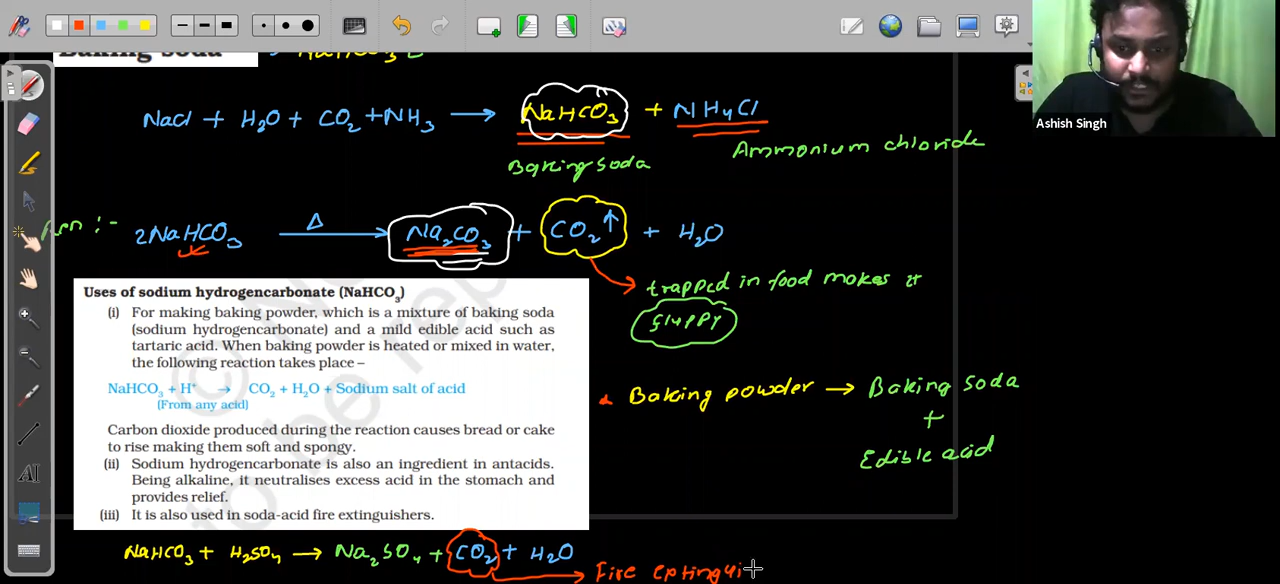 Baking soda → NaHCO3
NaCl + H2O + CO2 + NH3 → NaHCO3 + NH4Cl
Baking soda
Ammonium chloride
Ashish Singh
:- 2NaHCO3 Δ→ Na2CO3 + CO2↑ + H2O
trapped in food makes it
fluppy
Uses of sodium hydrogencarbonate (NaHCO3)
(i) For making baking powder, which is a mixture of baking soda
(sodium hydrogencarbonate) and a mild edible acid such as
tartaric acid. When baking powder is heated or mixed in water,
the following reaction takes place –
NaHCO3 + H+ → CO2 + H2O + Sodium salt of acid
(From any acid)
Carbon dioxide produced during the reaction causes bread or cake
to rise making them soft and spongy.
(ii) Sodium hydrogencarbonate is also an ingredient in antacids.
Being alkaline, it neutralises excess acid in the stomach and
provides relief.
(iii) It is also used in soda-acid fire extinguishers.
Baking powder → Baking soda
+
Edible acid
NaHCO3 + H2SO4 → Na2SO4 + CO2 + H2O
Fire eptingui
AI